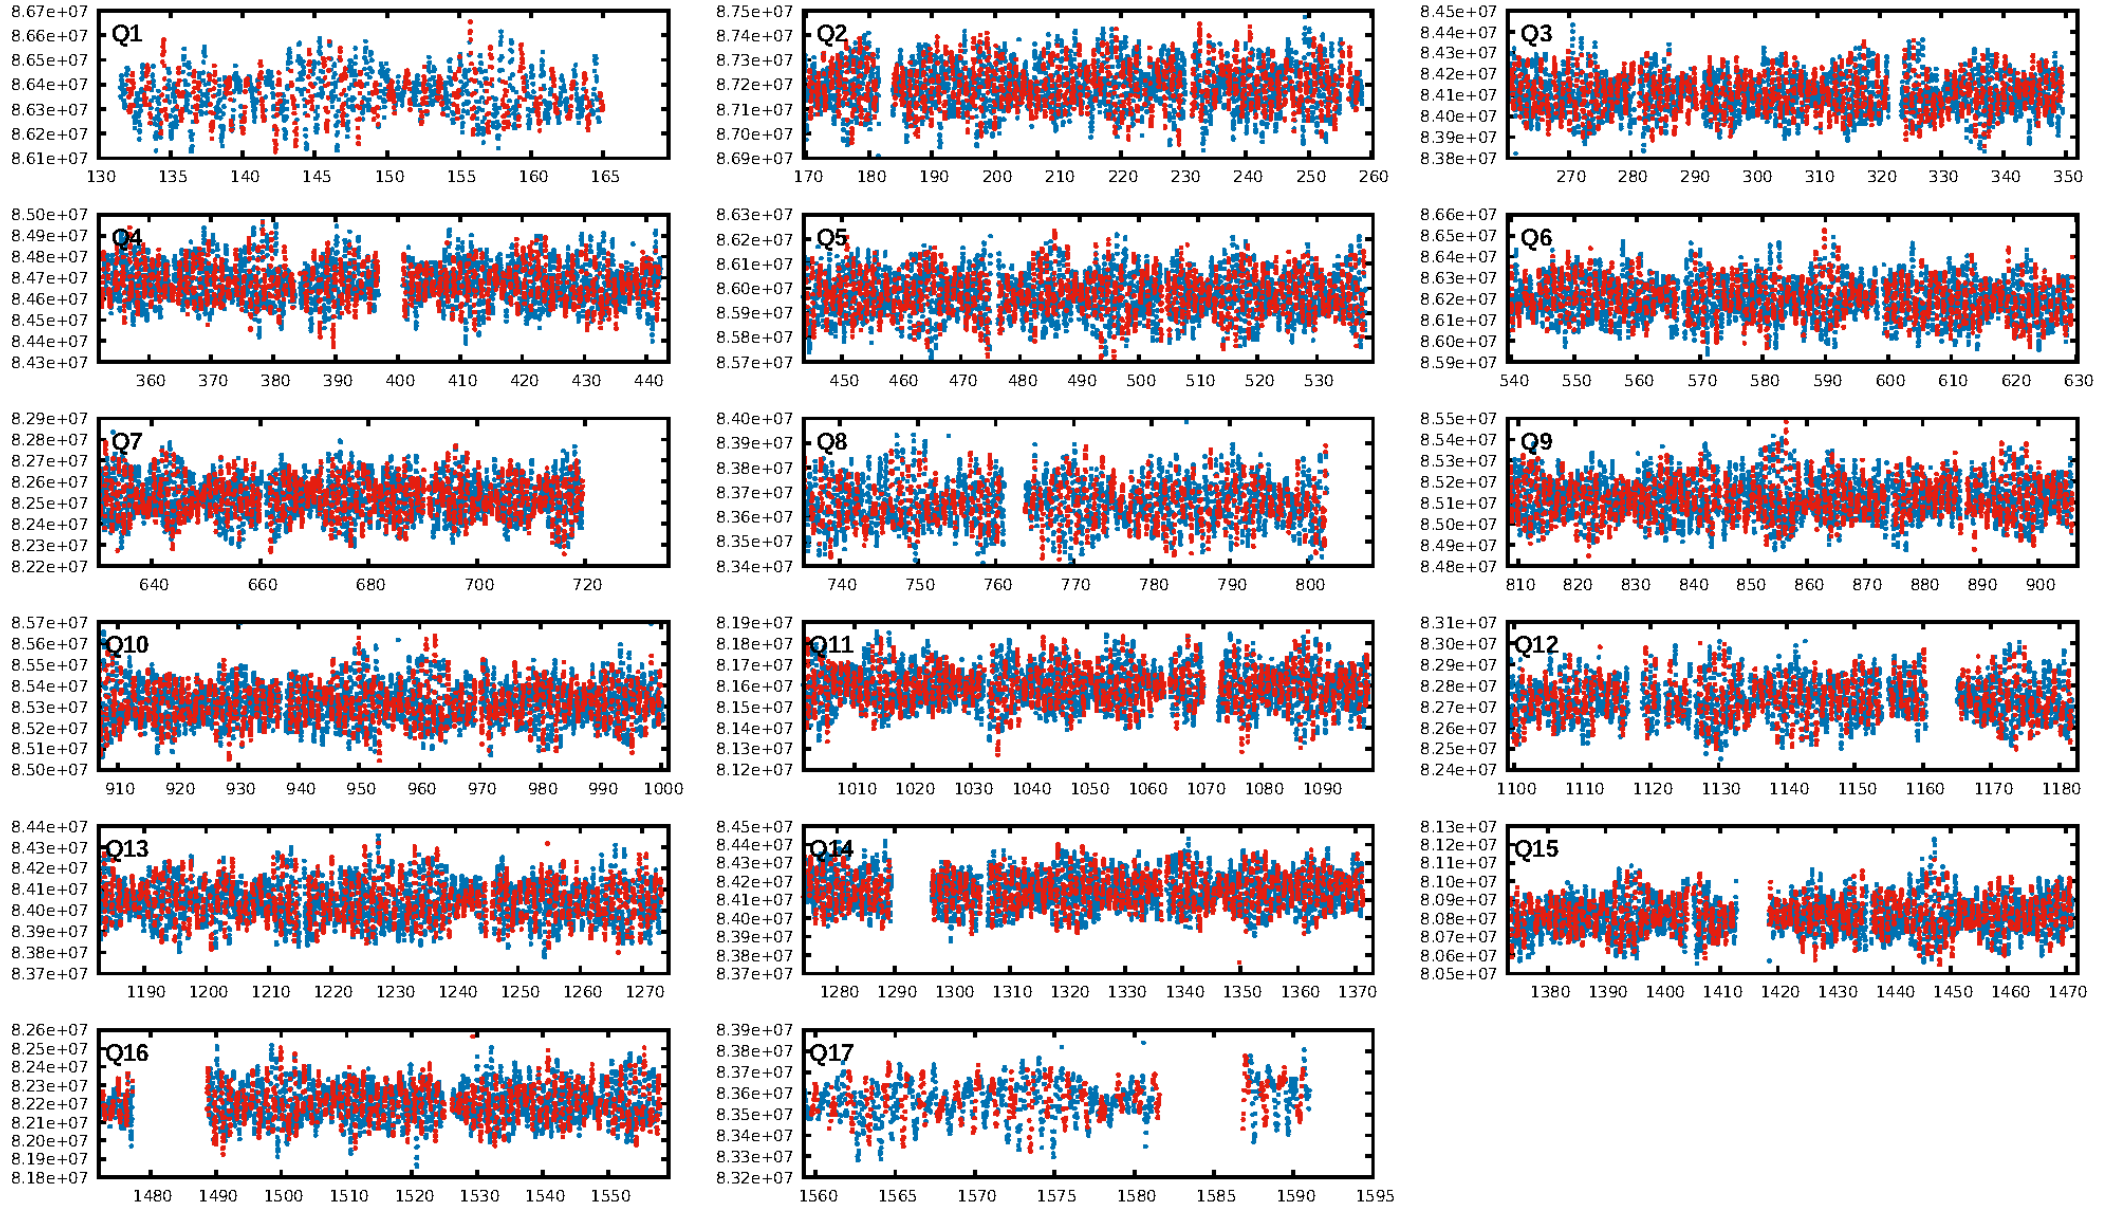 8.67e+07
8.66e+07
8.65e+07
8.64e+07
8.63e+07
8.62e+07
8.61e+07
Q1
130 135 140 145 150 155 160 165
8.75e+07
8.74e+07
8.73e+07
8.72e+07
8.71e+07
8.70e+07
8.69e+07
Q2
170 180 190 200 210 220 230 240 250 260
8.45e+07
8.44e+07
8.43e+07
8.42e+07
8.41e+07
8.40e+07
8.39e+07
8.38e+07
Q3
270 280 290 300 310 320 330 340 350
8.50e+07
8.49e+07
8.48e+07
8.47e+07
8.46e+07
8.45e+07
8.44e+07
8.43e+07
Q4
360 370 380 390 400 410 420 430 440
8.63e+07
8.62e+07
8.61e+07
8.60e+07
8.59e+07
8.58e+07
8.57e+07
Q5
450 460 470 480 490 500 510 520 530
8.66e+07
8.65e+07
8.64e+07
8.63e+07
8.62e+07
8.61e+07
8.60e+07
8.59e+07
Q6
540 550 560 570 580 590 600 610 620 630
8.29e+07
8.28e+07
8.27e+07
8.26e+07
8.25e+07
8.24e+07
8.23e+07
8.22e+07
Q7
640 660 680 700 720
8.40e+07
8.39e+07
8.38e+07
8.37e+07
8.36e+07
8.35e+07
8.34e+07
Q8
740 750 760 770 780 790 800
8.55e+07
8.54e+07
8.53e+07
8.52e+07
8.51e+07
8.50e+07
8.49e+07
8.48e+07
Q9
810 820 830 840 850 860 870 880 890 900
8.57e+07
8.56e+07
8.55e+07
8.54e+07
8.53e+07
8.52e+07
8.51e+07
8.50e+07
Q10
910 920 930 940 950 960 970 980 990 1000
8.19e+07
8.18e+07
8.17e+07
8.16e+07
8.15e+07
8.14e+07
8.13e+07
8.12e+07
Q11
1010 1020 1030 1040 1050 1060 1070 1080 1090
8.31e+07
8.30e+07
8.29e+07
8.28e+07
8.27e+07
8.26e+07
8.25e+07
8.24e+07
Q12
1100 1110 1120 1130 1140 1150 1160 1170 1180
8.44e+07
8.43e+07
8.42e+07
8.41e+07
8.40e+07
8.39e+07
8.38e+07
8.37e+07
Q13
1190 1200 1210 1220 1230 1240 1250 1260 1270
8.45e+07
8.44e+07
8.43e+07
8.42e+07
8.41e+07
8.40e+07
8.39e+07
8.38e+07
8.37e+07
Q14
1280 1290 1300 1310 1320 1330 1340 1350 1360 1370
8.13e+07
8.12e+07
8.11e+07
8.10e+07
8.09e+07
8.08e+07
8.07e+07
8.06e+07
8.05e+07
Q15
1380 1390 1400 1410 1420 1430 1440 1450 1460 1470
8.26e+07
8.25e+07
8.24e+07
8.23e+07
8.22e+07
8.21e+07
8.20e+07
8.19e+07
8.18e+07
Q16
1480 1490 1500 1510 1520 1530 1540 1550
8.39e+07
8.38e+07
8.37e+07
8.36e+07
8.35e+07
8.34e+07
8.33e+07
8.32e+07
Q17
1560 1565 1570 1575 1580 1585 1590 1595